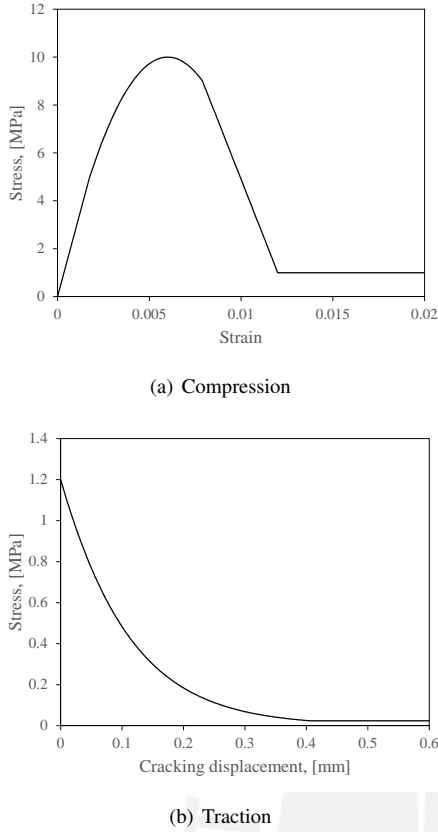 12
10
8
6
4
2
0
Stress, [MPa]
0 0.005 0.01 0.015 0.02
Strain
(a) Compression
1.4
1.2
1
0.8
0.6
0.4
0.2
0
Stress, [MPa]
0 0.1 0.2 0.3 0.4 0.5 0.6
Cracking displacement, [mm]
(b) Traction